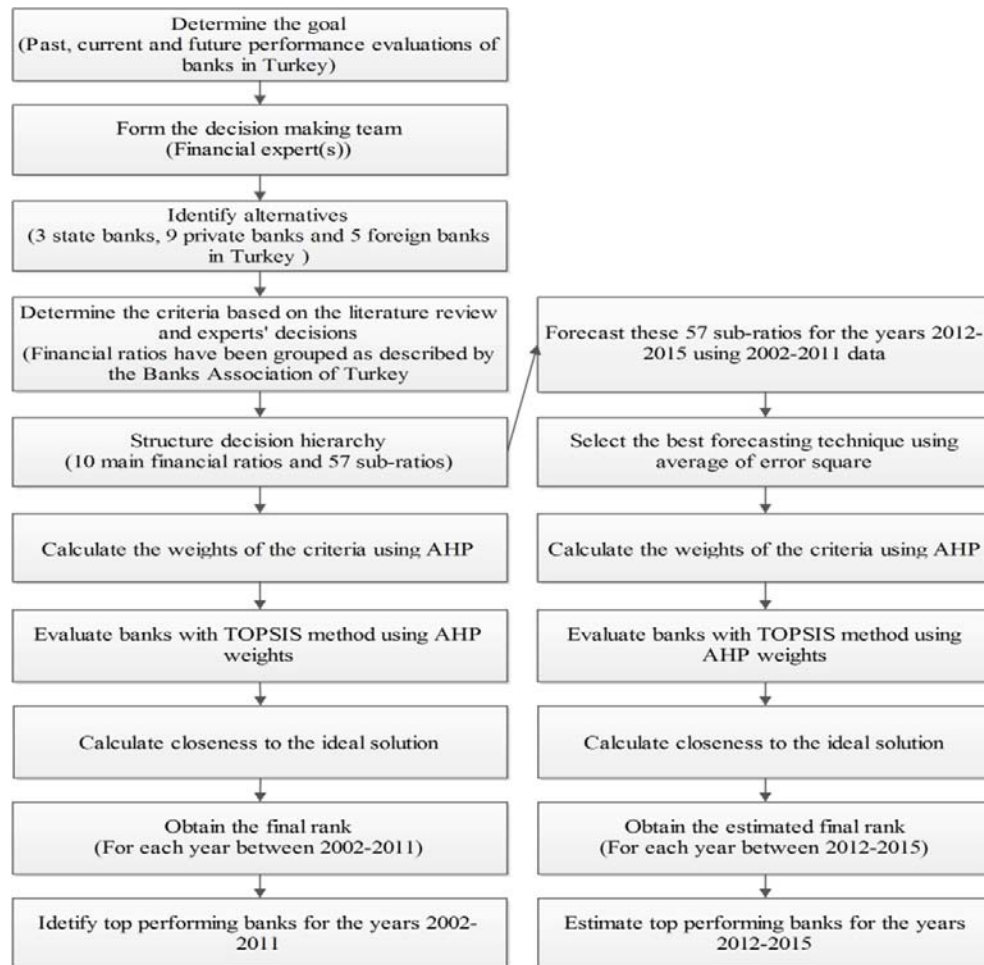 Determine the goal
(Past, current and future performance evaluations of
banks in Turkey)
Form the decision making team
(Financial expert(s))
Identify alternatives
(3 state banks, 9 private banks and 5 foreign banks
in Turkey )
Determine the criteria based on the literature review
and experts' decisions
(Financial ratios have been grouped as described by
the Banks Association of Turkey
Structure decision hierarchy
(10 main financial ratios and 57 sub-ratios)
Calculate the weights of the criteria using AHP
Evaluate banks with TOPSIS method using AHP
weights
Calculate closeness to the ideal solution
Obtain the final rank
(For each year between 2002-2011)
Idetify top performing banks for the years 2002-
2011
Forecast these 57 sub-ratios for the years 2012-
2015 using 2002-2011 data
Select the best forecasting technique using
average of error square
Calculate the weights of the criteria using AHP
Evaluate banks with TOPSIS method using
AHP weights
Calculate closeness to the ideal solution
Obtain the estimated final rank
(For each year between 2012-2015)
Estimate top performing banks for the years
2012-2015